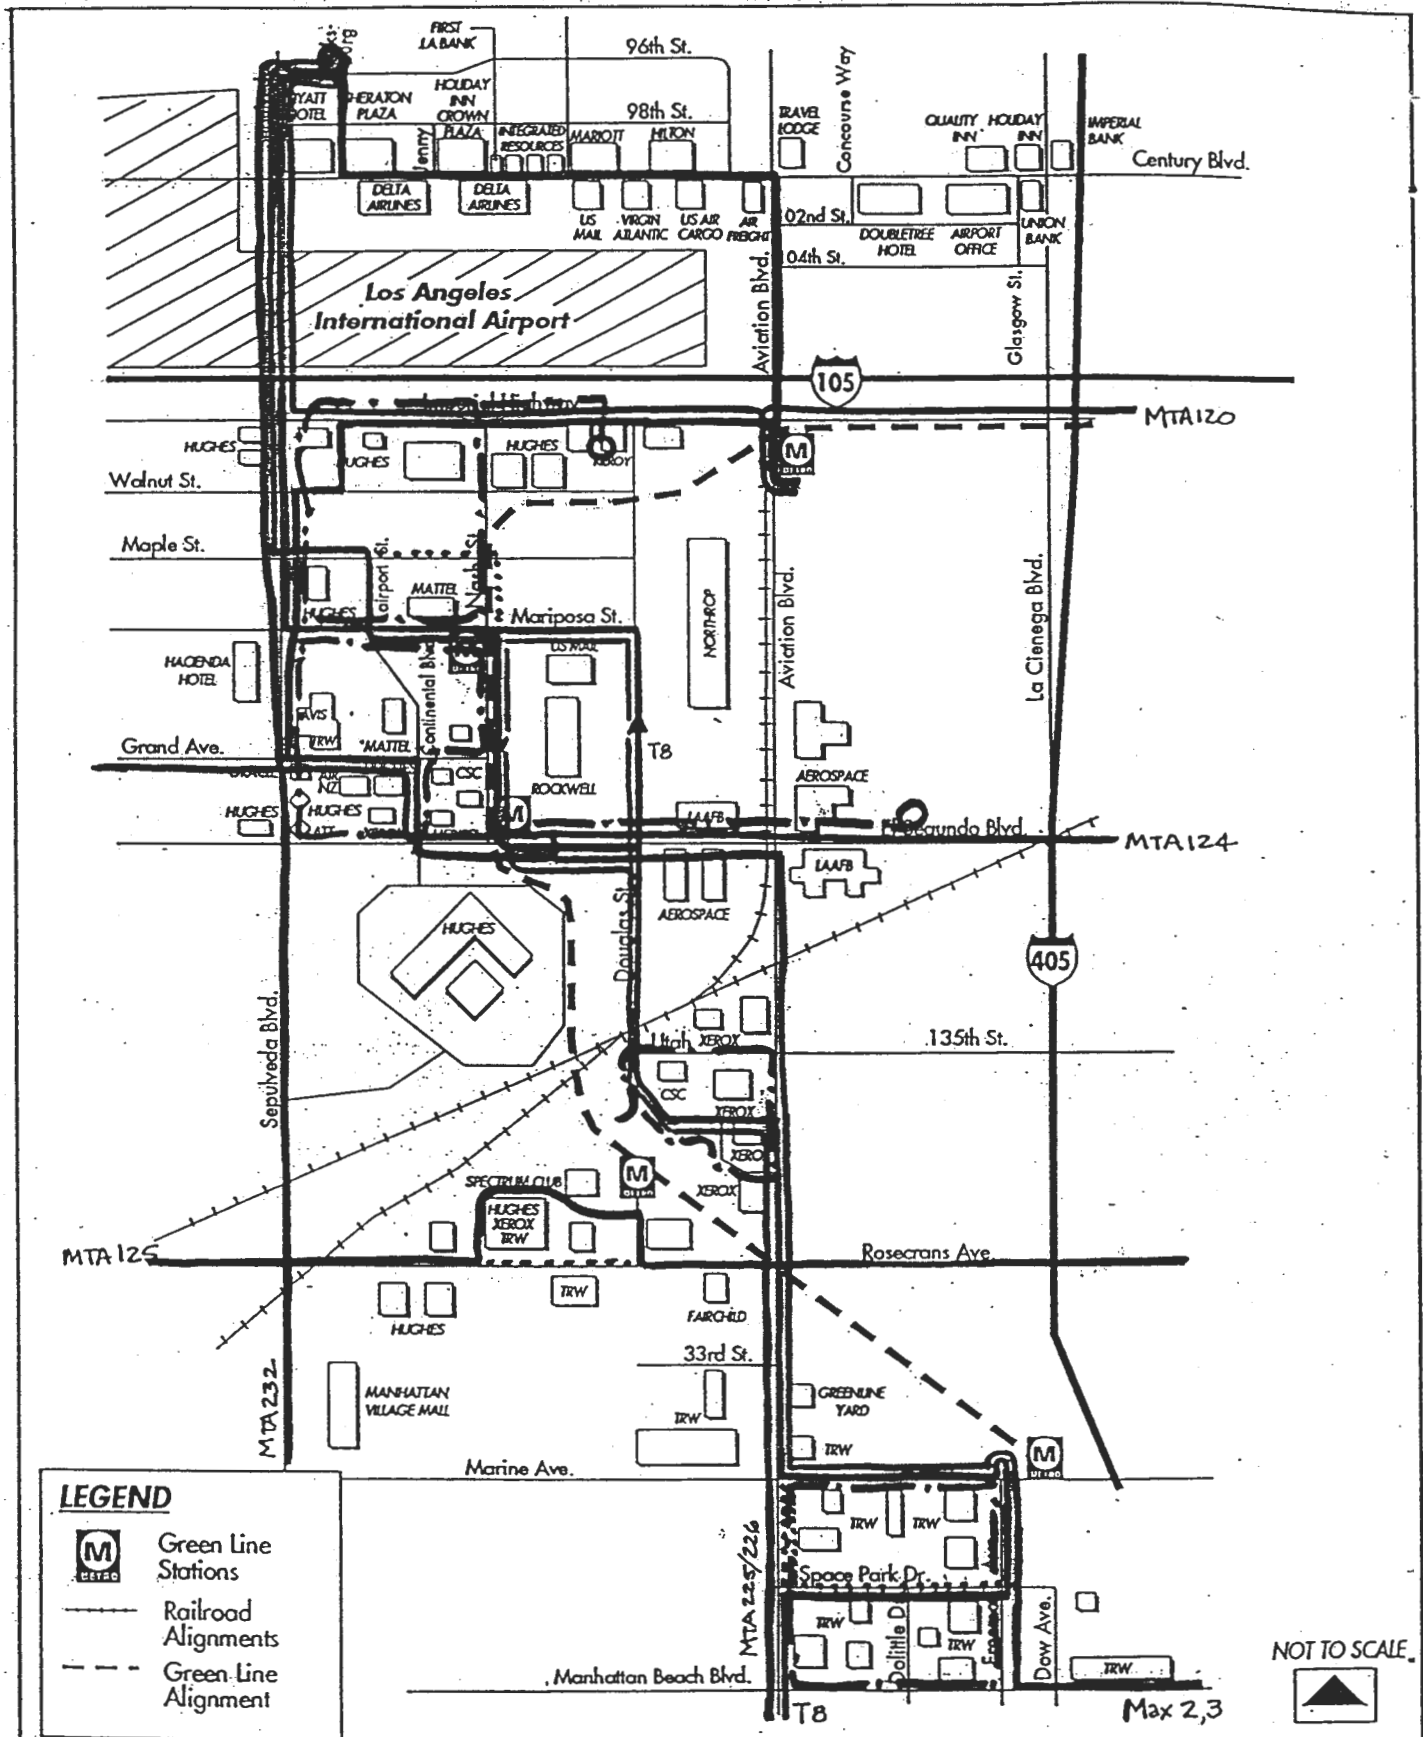 FIRST
LA BANK
96th St.
Concourse Way
HYATT
HOTEL
SHERATON
PLAZA
HOLIDAY
INN
CROWN
PLAZA
Jenny
INTEGRATED
RESOURCES
98th St.
MARIOTT
HILTON
TRAVEL
LODGE
QUALITY
INN
HOLIDAY
INN
IMPERIAL
BANK
Century Blvd.
DELTA
AIRLINES
DELTA
AIRLINES
US
MAIL
VIRGIN
ATLANTIC
US AIR
CARGO
AIR
FREIGHT
02nd St.
DOUBLETREE
HOTEL
AIRPORT
OFFICE
UNION
BANK
04th St.
Los Angeles
International Airport
Aviation Blvd.
Glasgow St.
105
MTA120
HUGHES
HUGHES
HUGHES
M
METRO
Walnut St.
Maple St.
airport St.
Nash St.
MATTEL
HUGHES
Mariposa St.
NORTHROP
Aviation Blvd.
La Cienega Blvd.
HACIENDA
HOTEL
US MAIL
Continental Blvd.
AVIS
TRW
MATTEL
Grand Ave.
T8
ROCKWELL
AEROSPACE
AIR
NZ
CSC
HUGHES
HUGHES
M
LAAFB
El Segundo Blvd.
MTA124
LAAFB
AEROSPACE
HUGHES
Douglas St.
405
Sepulveda Blvd.
Utah
XEROX
135th St.
CSC
XEROX
XEROX
SPECTRUM CLUB
M
METRO
XEROX
HUGHES
XEROX
TRW
MTA125
Rosecrans Ave.
TRW
HUGHES
FAIRCHILD
33rd St.
MTA232
MANHATTAN
VILLAGE MALL
TRW
GREENLINE
YARD
TRW
Marine Ave.
M
METRO
LEGEND
M
METRO
Green Line
Stations
Railroad
Alignments
Green Line
Alignment
MTA225/226
TRW
TRW
Space Park Dr.
TRW
Dolittle Dr.
TRW
Dow Ave.
TRW
Manhattan Beach Blvd.
T8
Max 2,3
NOT TO SCALE